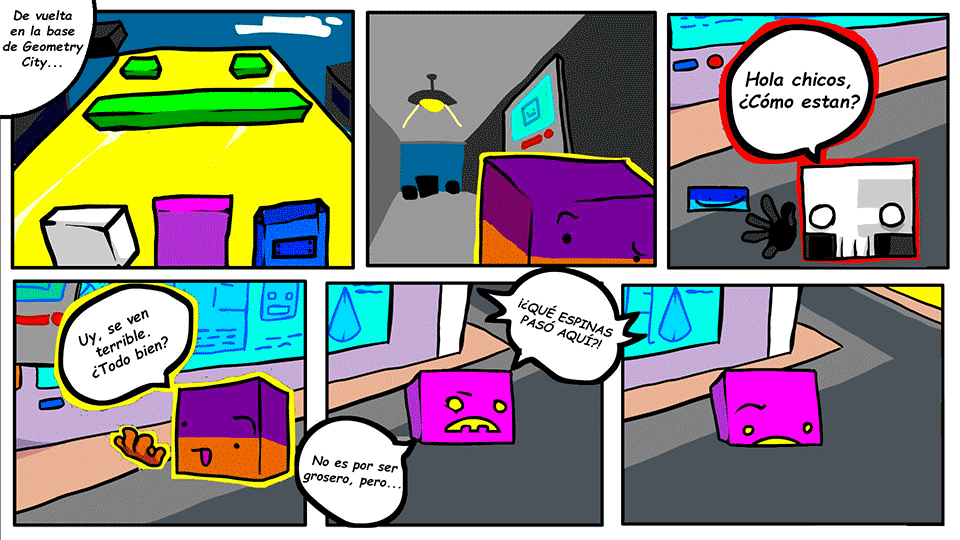 De vuelta
en la base
de Geometry
City...
Hola chicos,
¿Cómo estan?
Uy, se ven
terrible.
¿Todo bien?
No es por ser
grosero, pero...
¡¿QUÉ ESPINAS
PASÓ AQUÍ?!